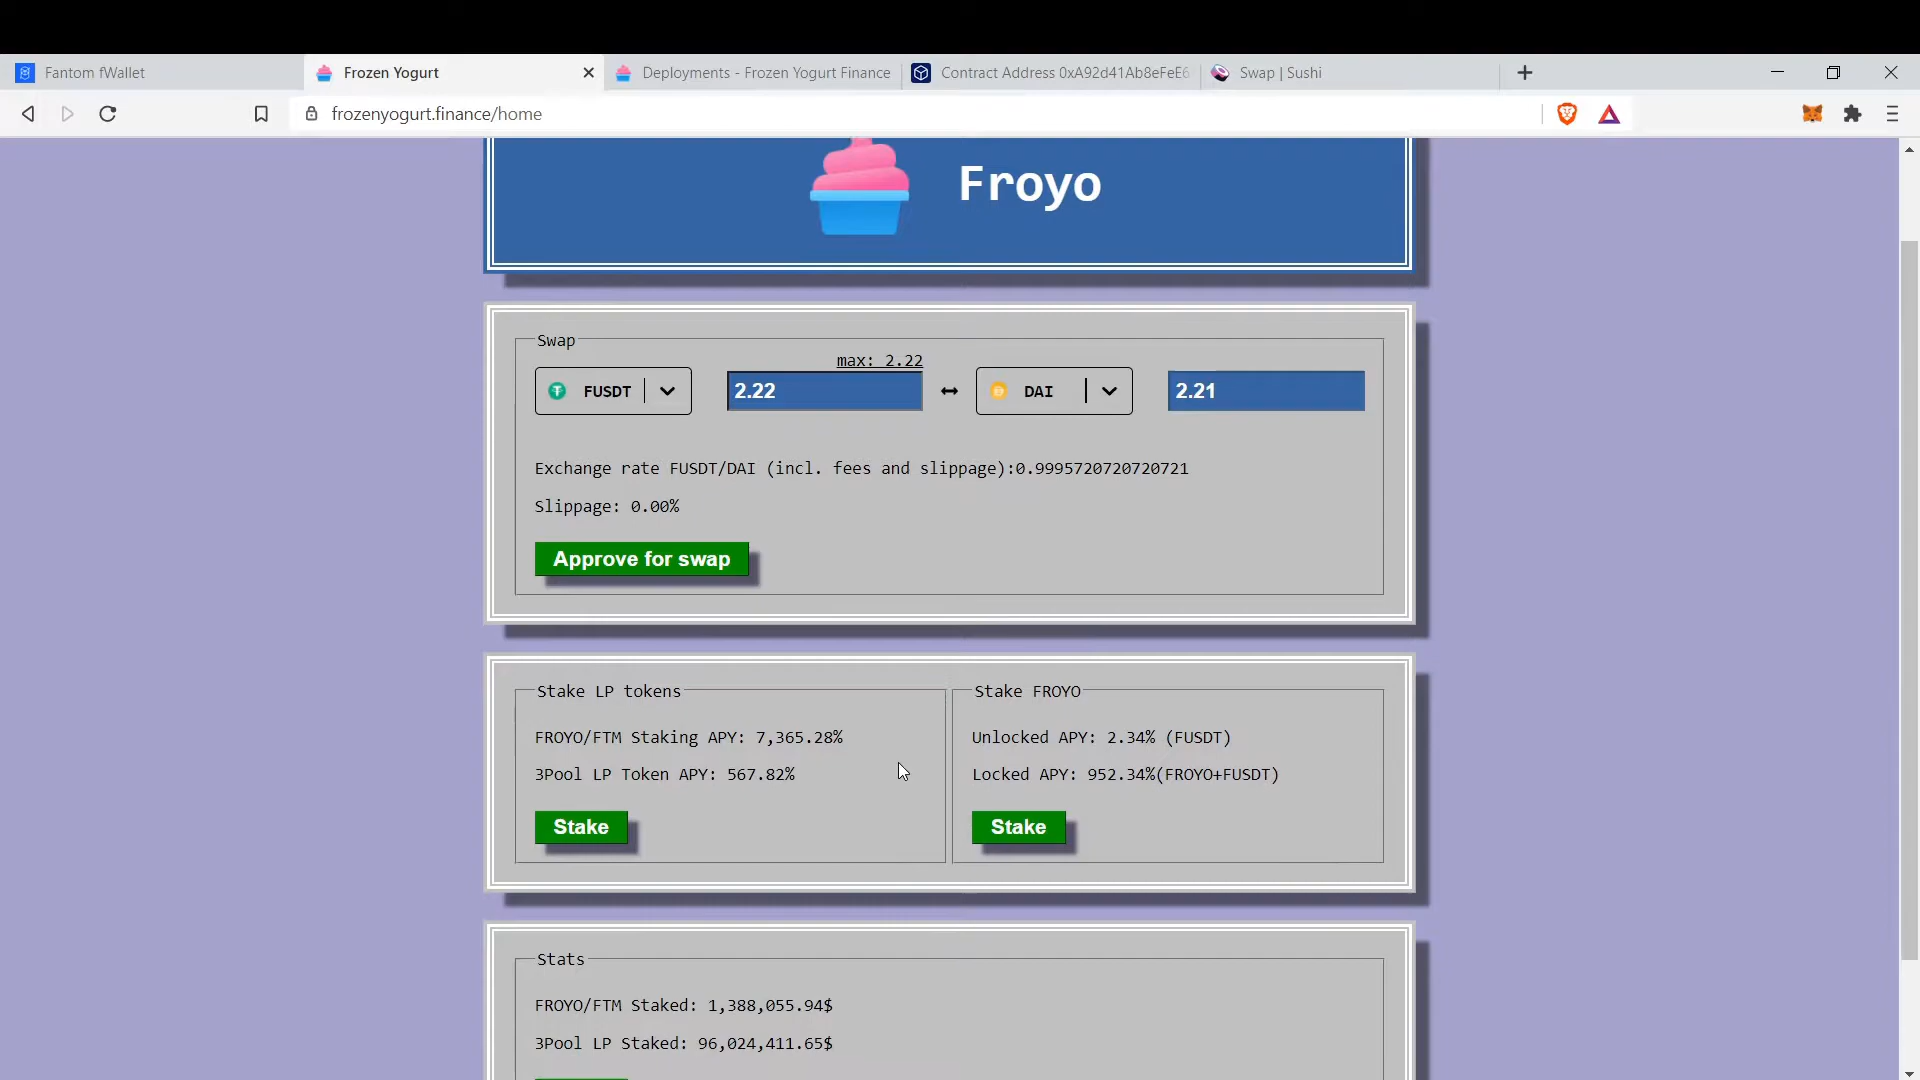 Fantom fWallet
Frozen Yogurt
Deployments - Frozen Yogurt Finance
Contract Address 0xA92d41Ab8eFeE6
Swap | Sushi
frozenyogurt.finance/home
Froyo
Swap
max: 2.22
FUSDT
2.22
DAI
2.21
Exchange rate FUSDT/DAI (incl. fees and slippage):0.9995720720720721
Slippage: 0.00%
Approve for swap
Stake LP tokens
FROYO/FTM Staking APY: 7,365.28%
3Pool LP Token APY: 567.82%
Stake
Stake FROYO
Unlocked APY: 2.34% (FUSDT)
Locked APY: 952.34%(FROYO+FUSDT)
Stake
Stats
FROYO/FTM Staked: 1,388,055.94$
3Pool LP Staked: 96,024,411.65$